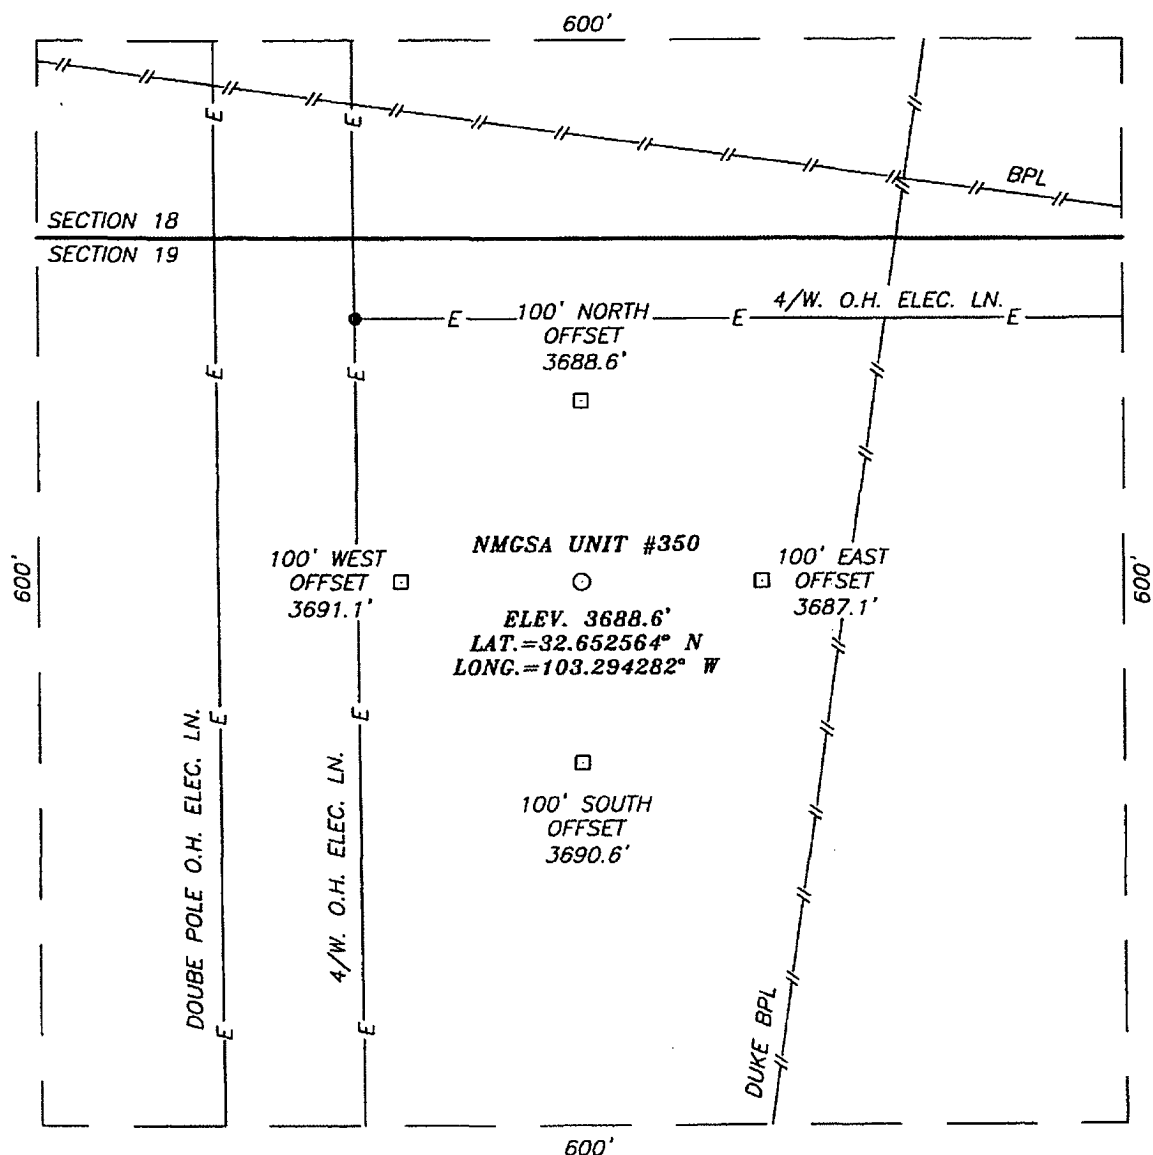 600'
BPL
SECTION 18
SECTION 19
4/W. O.H. ELEC. LN.
E
E
E
E
E
100' NORTH
OFFSET
3688.6'
E
E
600'
100' WEST
OFFSET
3691.1'
NMGSA UNIT #350
ELEV. 3688.6'
LAT.=32.652564° N
LONG.=103.294282° W
100' EAST
OFFSET
3687.1'
600'
E
E
DOUBE POLE O.H. ELEC. LN.
4/W. O.H. ELEC. LN.
100' SOUTH
OFFSET
3690.6'
DUKE BPL
E
E
600'